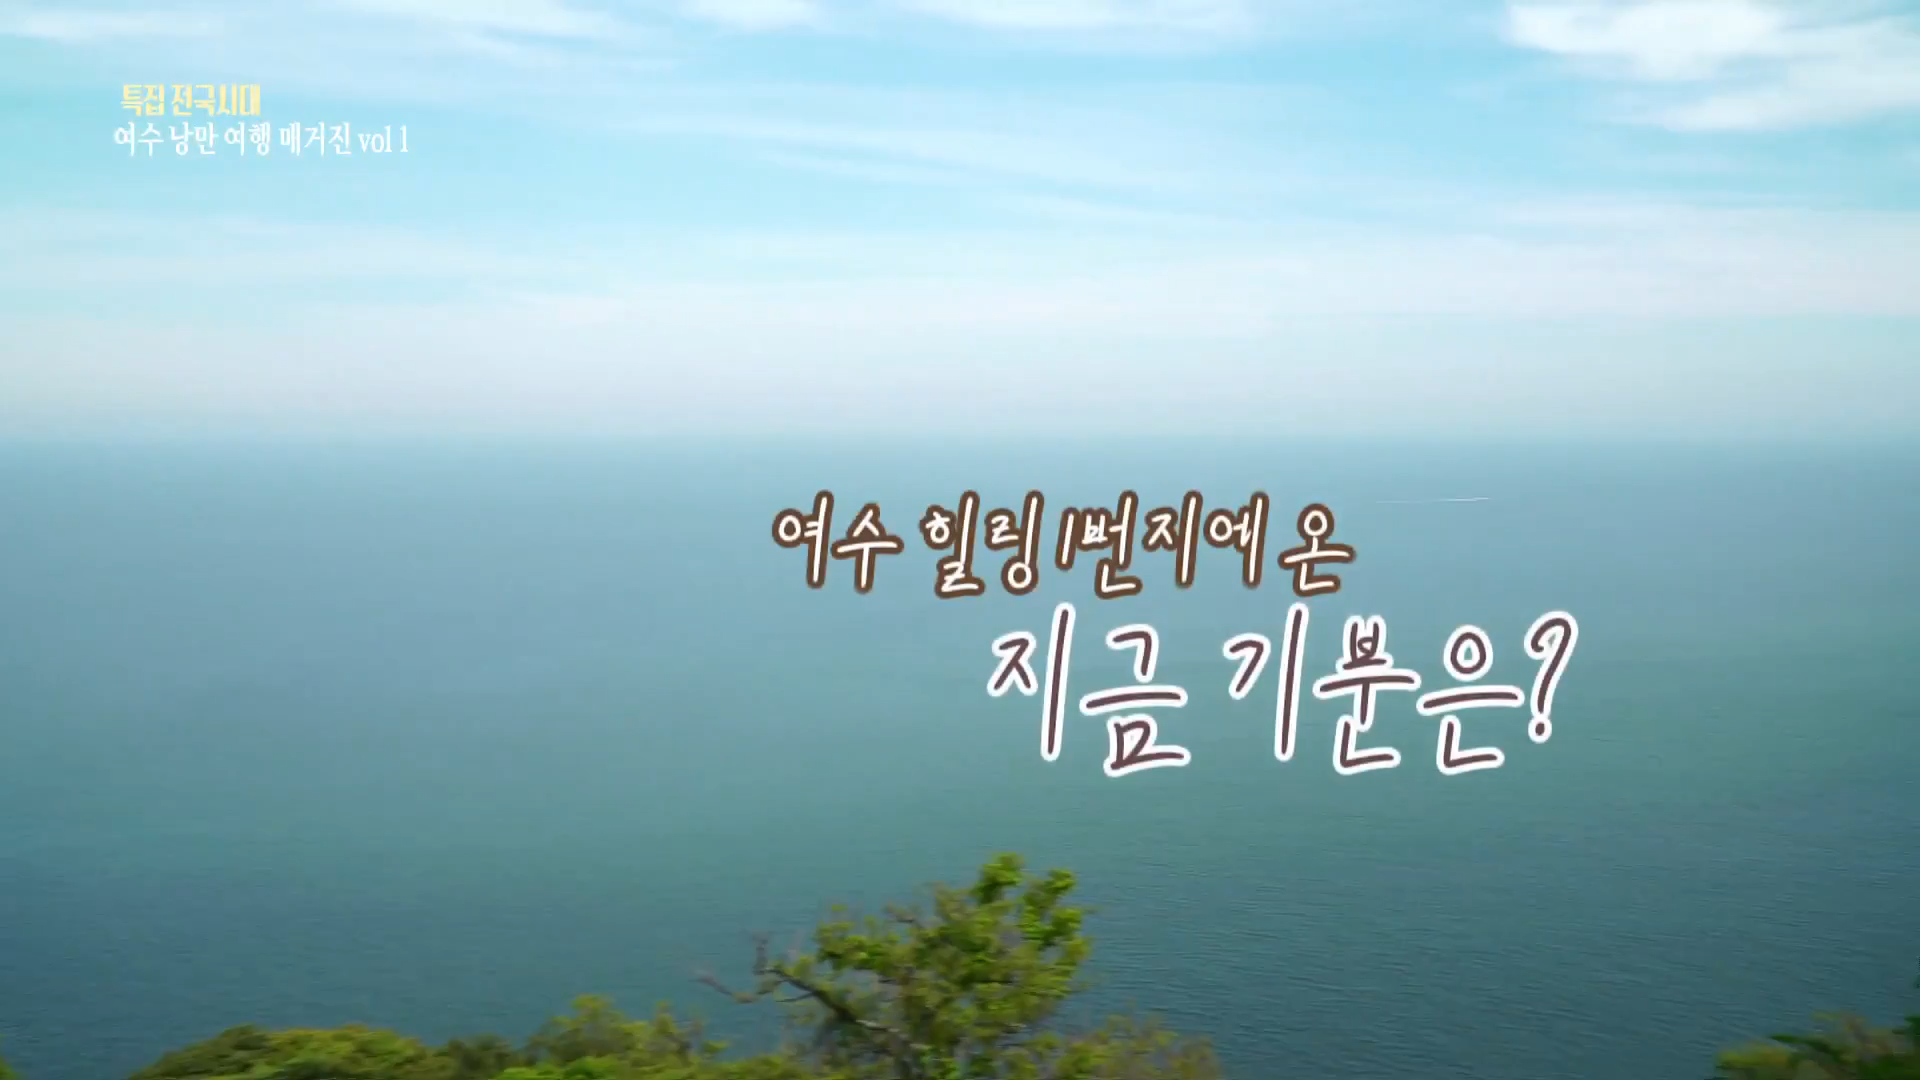 특집 전국시대
여수 낭만 여행 매거진 vol 1
여수 힐링 1번지에 온
지금 기분은?